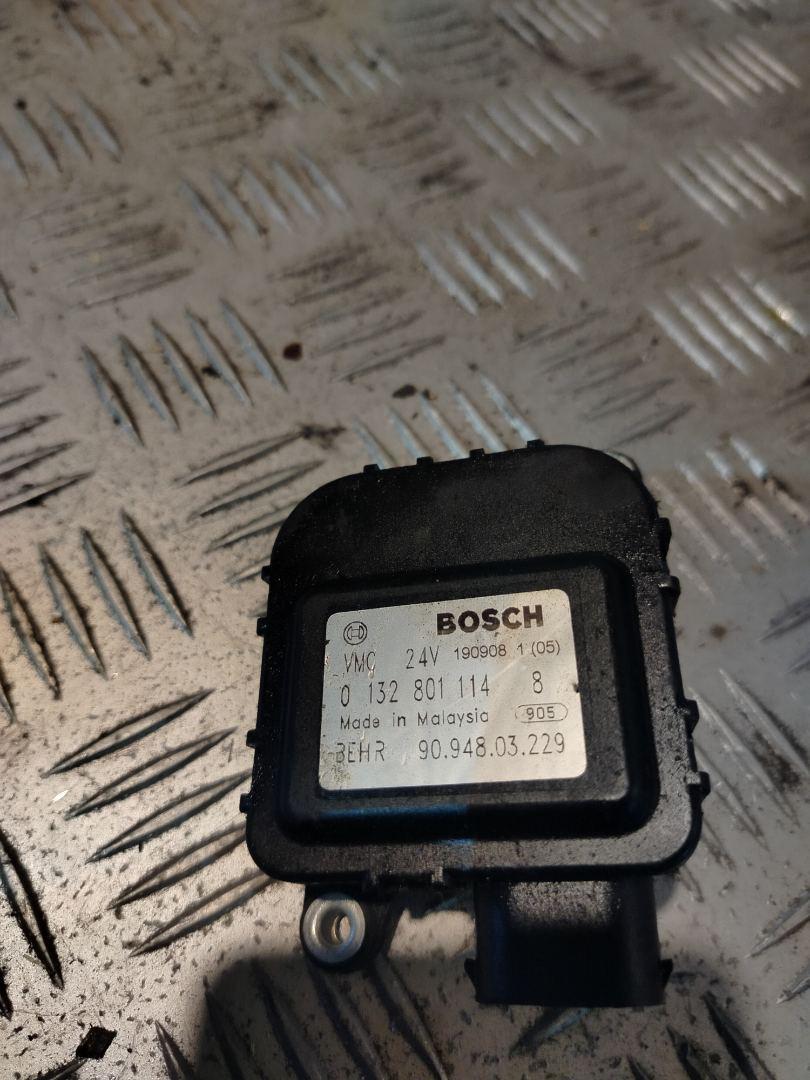 BOSCH
VMC 24V 190908 1 (05)
0 132 801 114 8
Made in Malaysia 905
BEHR 90.948.03.229